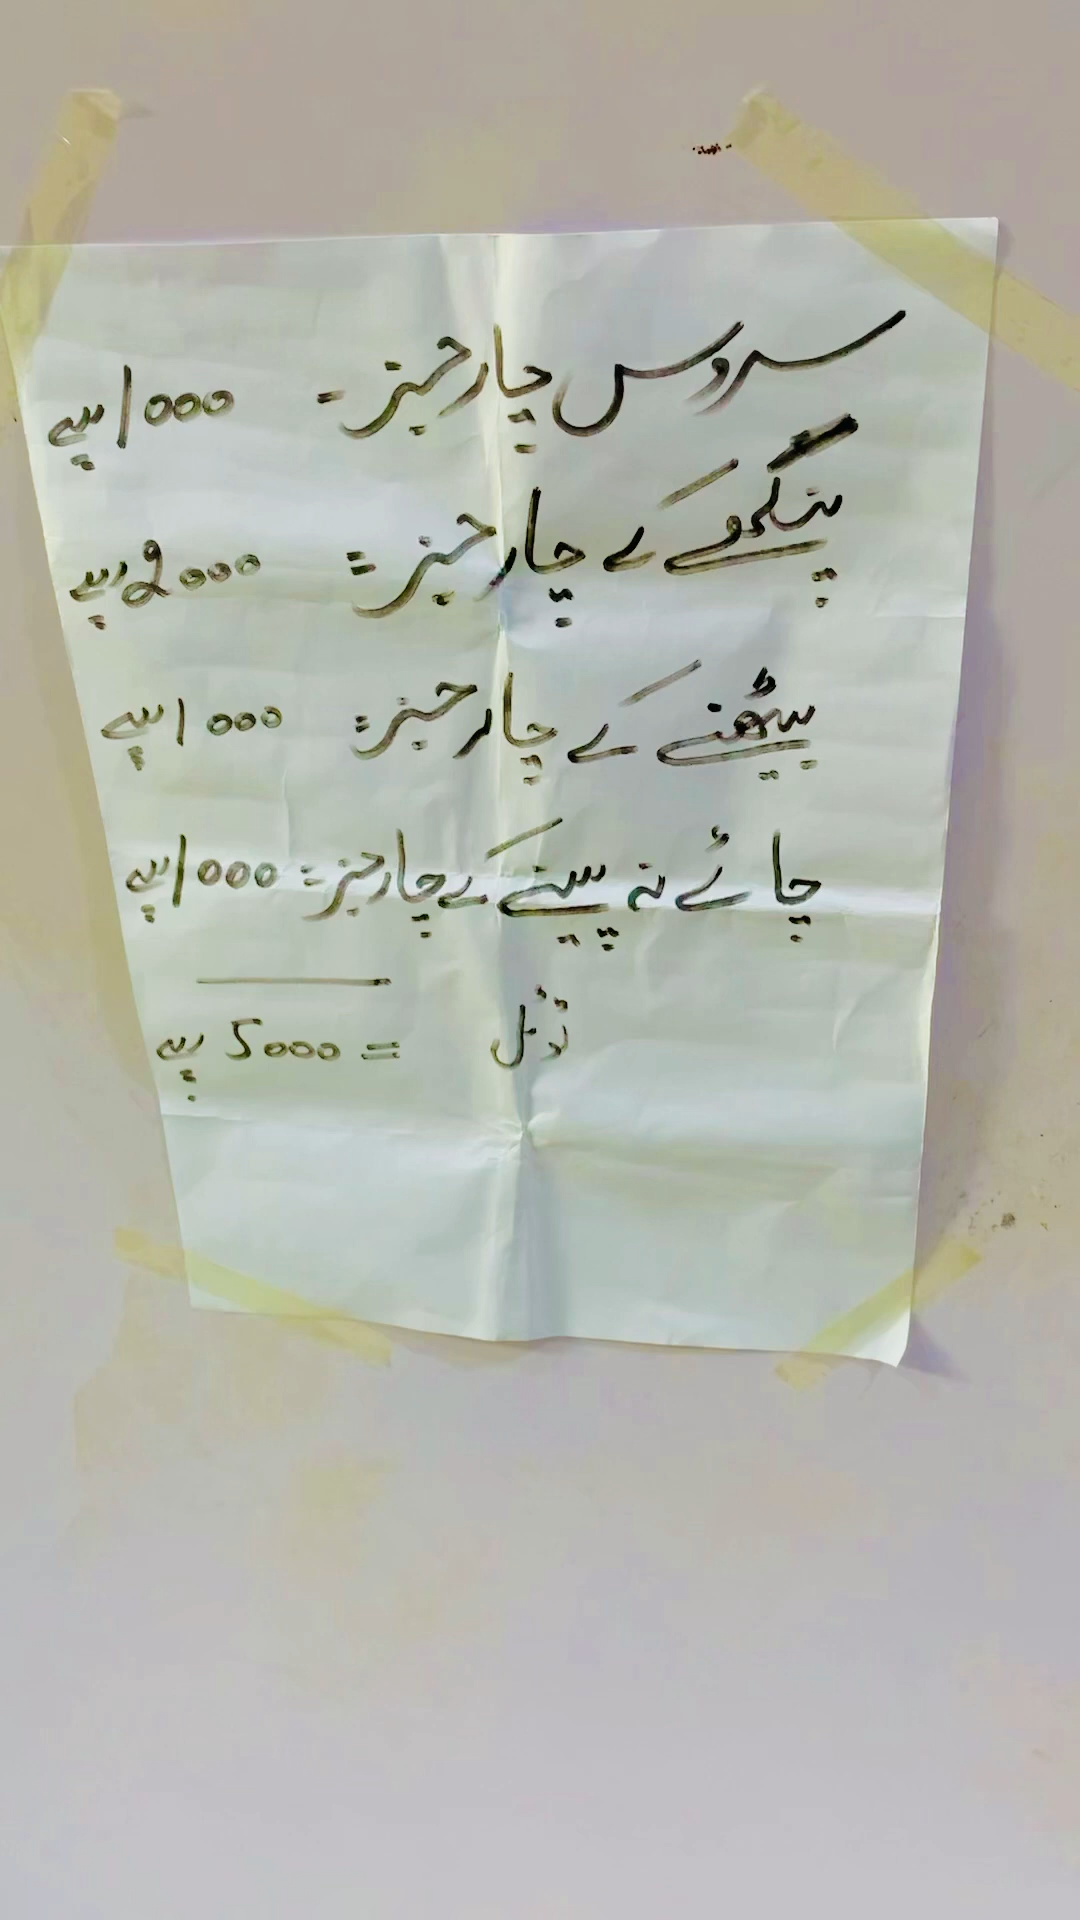 سروس چارجز - 1000 روپے
پنکھے کے چارجز = 2000 روپے
بیٹھنے کے چارجز = 1000 روپے
چائے نہ پینے کے چارجز = 1000 روپے
ٹوٹل = 5000 روپے